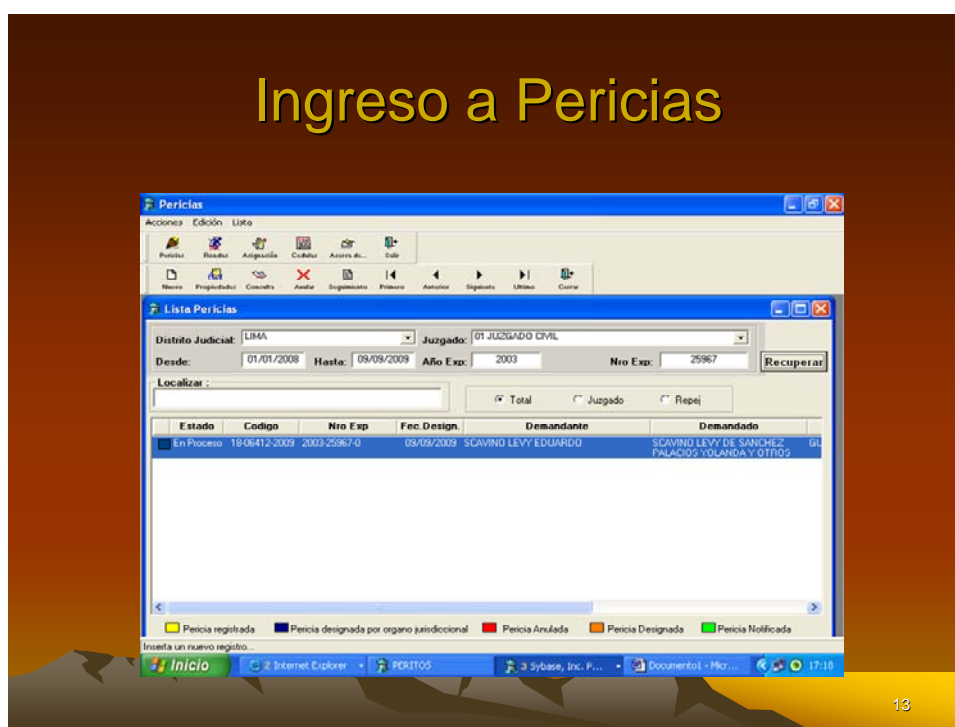 Ingreso a Pericias
Pericias
Acciones Edición Lista
Pericias Asignación Cedulas Acerca de... Salir
Nuevo Propiedades Consulta Anular Seguimiento Primero Anterior Siguiente Ultimo Cerrar
Lista Pericias
Distrito Judicial: LIMA Juzgado: 01 JUZGADO CIVIL
Desde: 01/01/2008 Hasta: 09/09/2009 Año Exp: 2003 Nro Exp: 25967 Recuperar
Localizar :
Total Juzgado Repej
Estado Codigo Nro Exp Fec.Design. Demandante Demandado
En Proceso 18-06412-2009 2003-25967-0 09/09/2009 SCAVINO LEVY EDUARDO SCAVINO LEVY DE SANCHEZ GU
PALACIOS YOLANDA Y OTROS
Pericia registrada Pericia designada por organo jurisdiccional Pericia Anulada Pericia Designada Pericia Notificada
Inserta un nuevo registro...
Inicio 2 Internet Explorer PERITOS 3 Sybase, Inc. P... Documento1 - Micr... 17:10
13